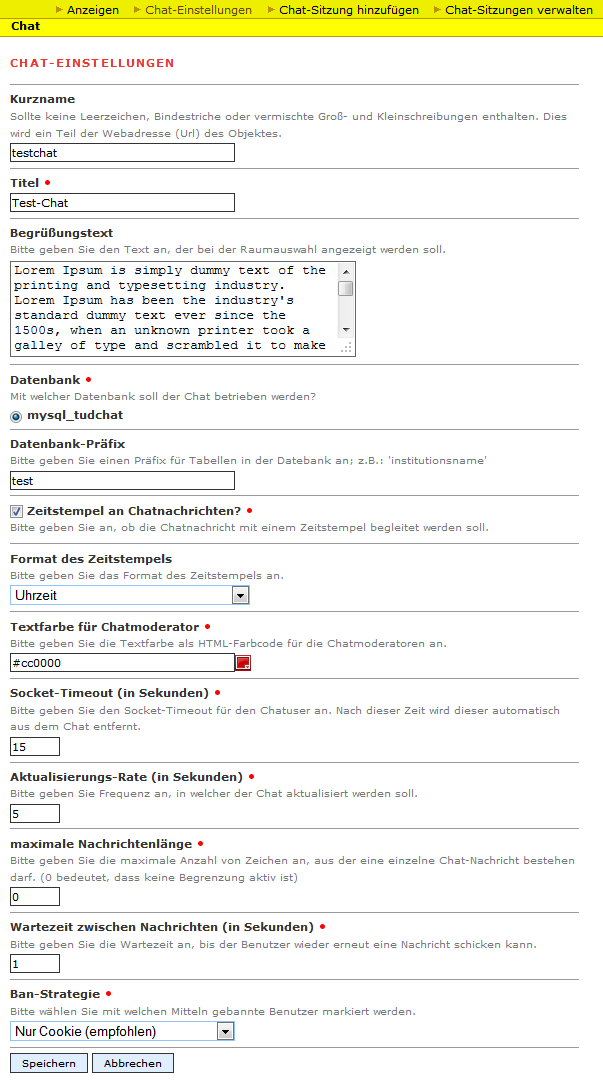 Anzeigen Chat-Einstellungen Chat-Sitzung hinzufügen Chat-Sitzungen verwalten
Chat
CHAT-EINSTELLUNGEN
Kurzname
Sollte keine Leerzeichen, Bindestriche oder vermischte Groß- und Kleinschreibungen enthalten. Dies
wird ein Teil der Webadresse (Url) des Objektes.
testchat
Titel
Test-Chat
Begrüßungstext
Bitte geben Sie den Text an, der bei der Raumauswahl angezeigt werden soll.
Lorem Ipsum is simply dummy text of the
printing and typesetting industry.
Lorem Ipsum has been the industry's
standard dummy text ever since the
1500s, when an unknown printer took a
galley of type and scrambled it to make
Datenbank
Mit welcher Datenbank soll der Chat betrieben werden?
mysql_tudchat
Datenbank-Präfix
Bitte geben Sie einen Präfix für Tabellen in der Datebank an; z.B.: 'institutionsname'
test
Zeitstempel an Chatnachrichten?
Bitte geben Sie an, ob die Chatnachricht mit einem Zeitstempel begleitet werden soll.
Format des Zeitstempels
Bitte geben Sie das Format des Zeitstempels an.
Uhrzeit
Textfarbe für Chatmoderator
Bitte geben Sie die Textfarbe als HTML-Farbcode für die Chatmoderatoren an.
#cc0000
Socket-Timeout (in Sekunden)
Bitte geben Sie den Socket-Timeout für den Chatuser an. Nach dieser Zeit wird dieser automatisch
aus dem Chat entfernt.
15
Aktualisierungs-Rate (in Sekunden)
Bitte geben Sie Frequenz an, in welcher der Chat aktualisiert werden soll.
5
maximale Nachrichtenlänge
Bitte geben Sie die maximale Anzahl von Zeichen an, aus der eine einzelne Chat-Nachricht bestehen
darf. (0 bedeutet, dass keine Begrenzung aktiv ist)
0
Wartezeit zwischen Nachrichten (in Sekunden)
Bitte geben Sie die Wartezeit an, bis der Benutzer wieder erneut eine Nachricht schicken kann.
1
Ban-Strategie
Bitte wählen Sie mit welchen Mitteln gebannte Benutzer markiert werden.
Nur Cookie (empfohlen)
Speichern Abbrechen